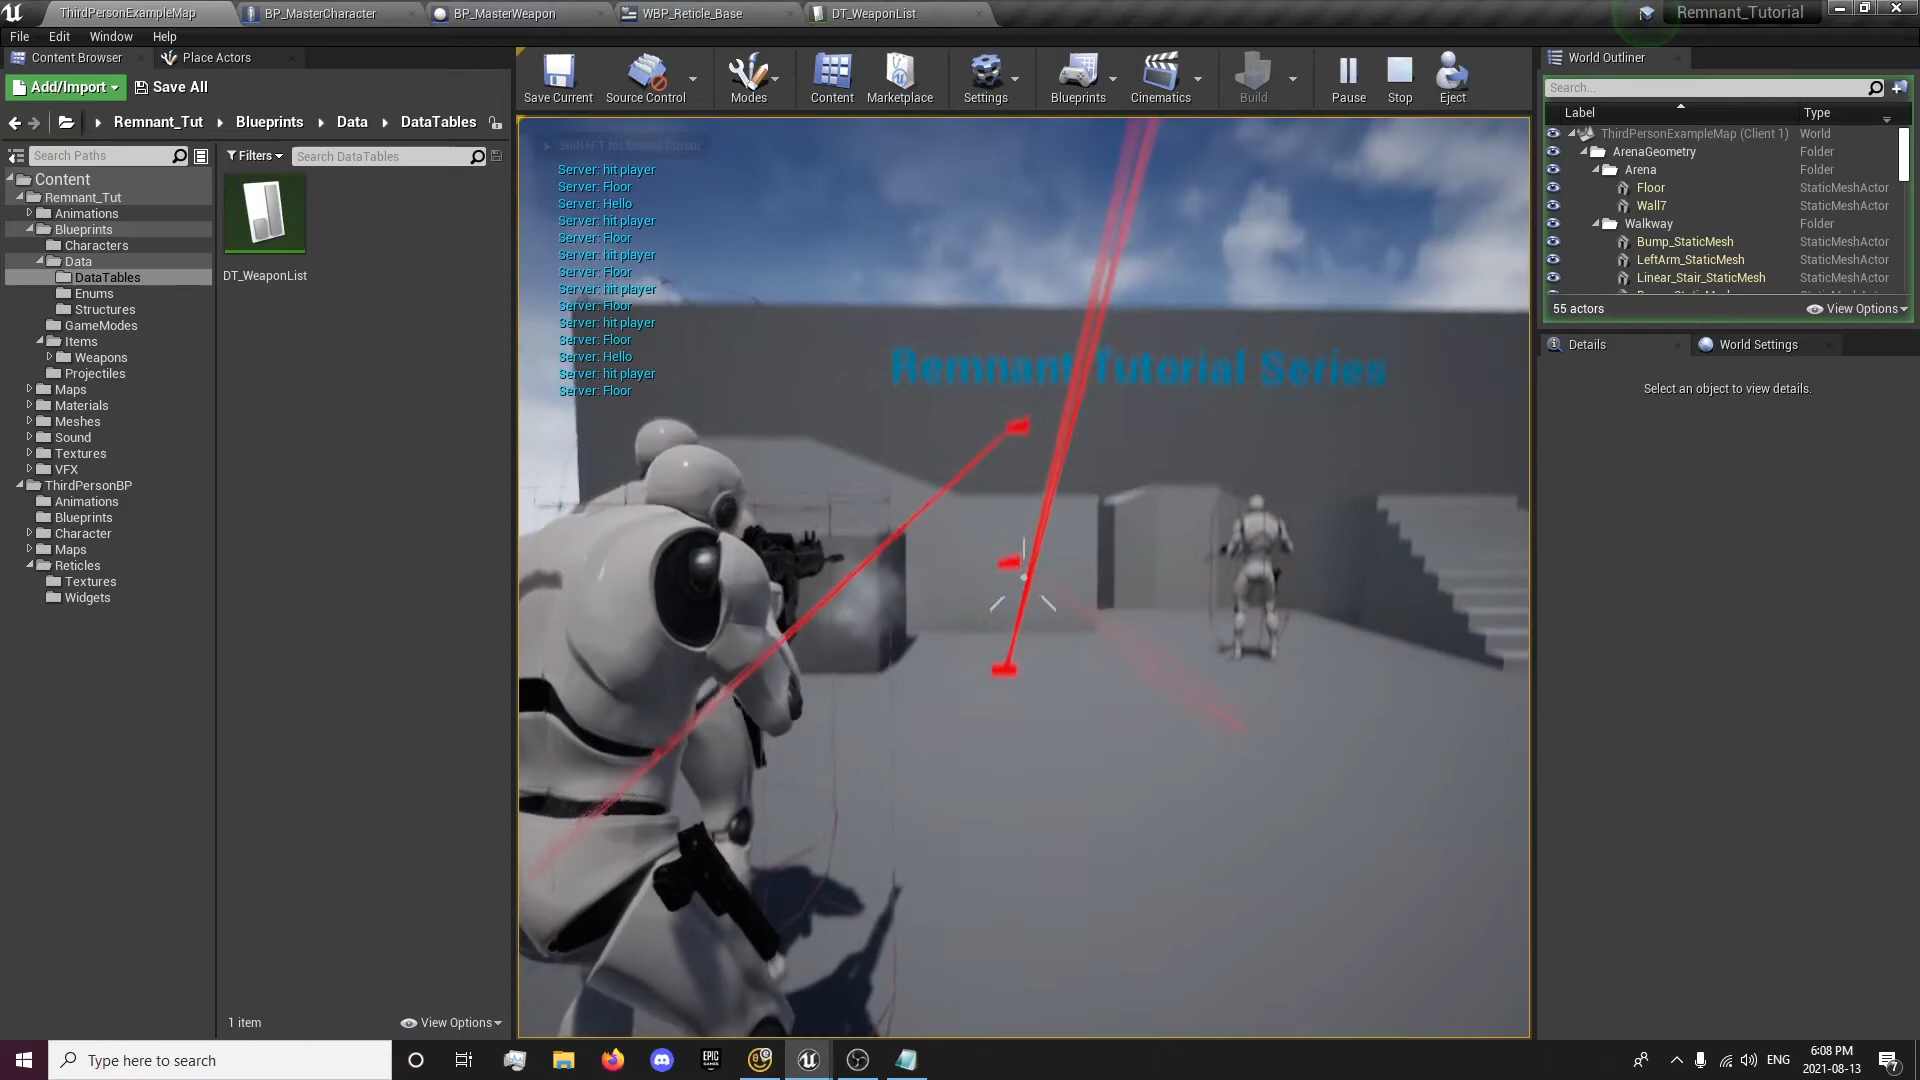 ThirdPersonExampleMap
BP_MasterCharacter
BP_MasterWeapon
WBP_Reticle_Base
DT_WeaponList
Remnant_Tutorial
File Edit Window Help
Content Browser
Place Actors
World Outliner
Add/Import
Save All
Save Current
Source Control
Modes
Content
Marketplace
Settings
Blueprints
Cinematics
Build
Pause
Stop
Eject
Search...
Label
Type
Remnant_Tut
Blueprints
Data
DataTables
Search Paths
Filters
Search DataTables
Content
Remnant_Tut
Animations
Blueprints
Characters
Data
DataTables
Enums
Structures
GameModes
Items
Weapons
Projectiles
Maps
Materials
Meshes
Sound
Textures
VFX
ThirdPersonBP
Animations
Blueprints
Character
Maps
Reticles
Textures
Widgets
DT_WeaponList
1 item
View Options
Shift+F1 for Mouse Cursor
Server: hit player
Server: Floor
Server: Hello
Server: hit player
Server: Floor
Server: hit player
Server: Floor
Server: hit player
Server: Floor
Server: hit player
Server: Floor
Server: Hello
Server: hit player
Server: Floor
Remnant Tutorial Series
ThirdPersonExampleMap (Client 1) World
ArenaGeometry Folder
Arena Folder
Floor StaticMeshActor
Wall7 StaticMeshActor
Walkway Folder
Bump_StaticMesh StaticMeshActor
LeftArm_StaticMesh StaticMeshActor
Linear_Stair_StaticMesh StaticMeshActor
55 actors
View Options
Details
World Settings
Select an object to view details.
Type here to search
EPIC GAMES
ENG
6:08 PM
2021-08-13
7